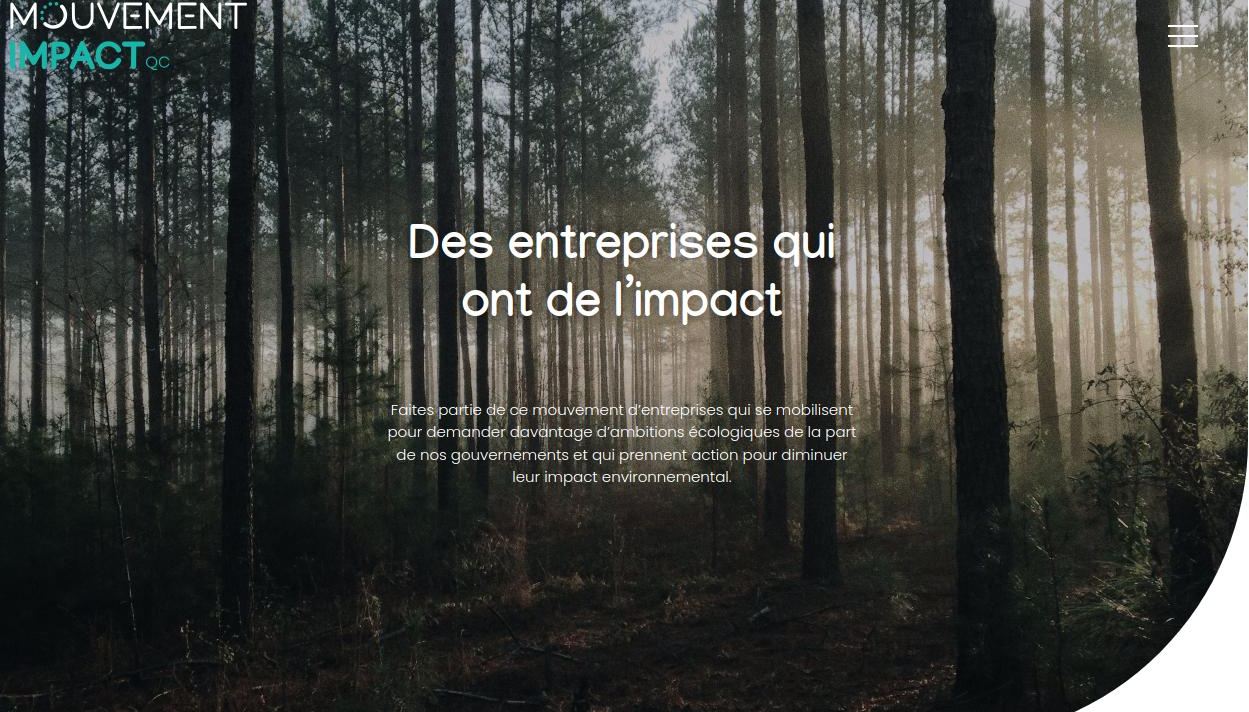 MOUVEMENT
IMPACT QC
Des entreprises qui
ont de l’impact
Faites partie de ce mouvement d’entreprises qui se mobilisent
pour demander davantage d’ambitions écologiques de la part
de nos gouvernements et qui prennent action pour diminuer
leur impact environnemental.